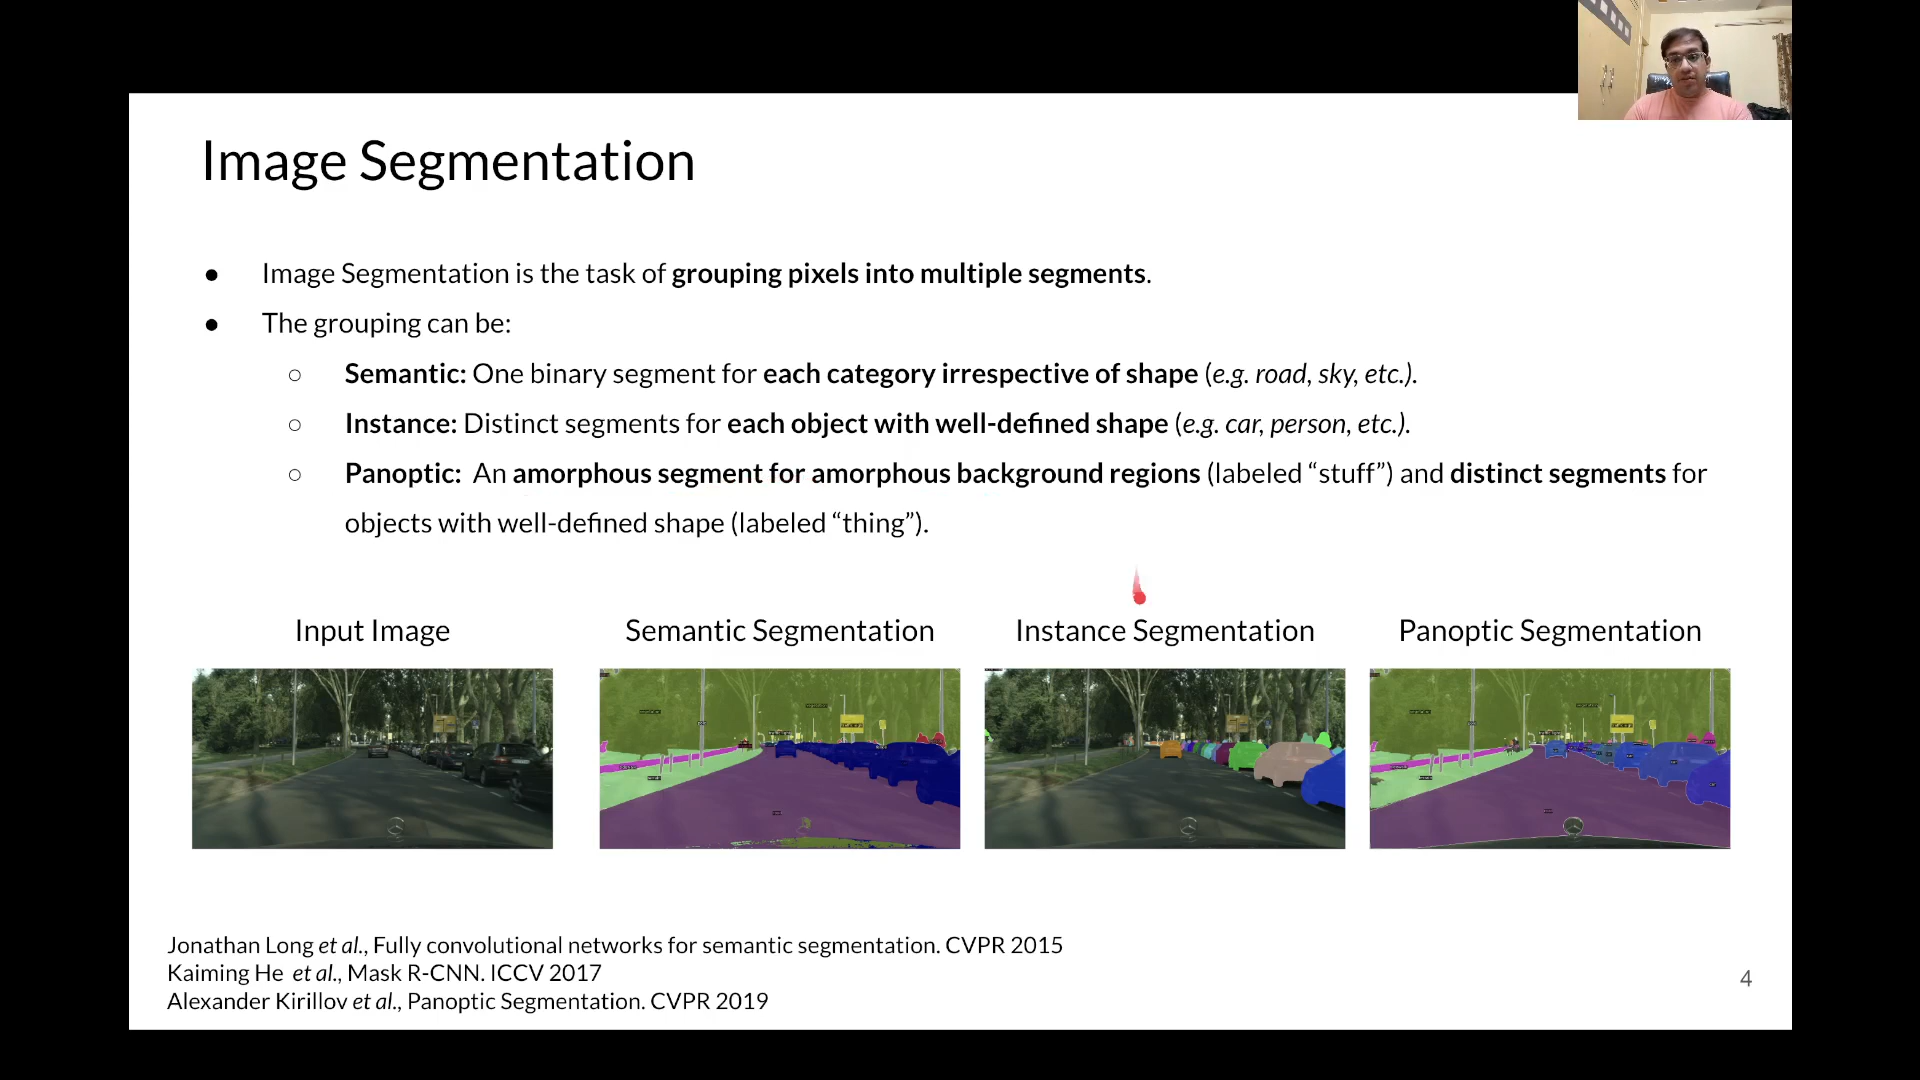 Image Segmentation
● Image Segmentation is the task of grouping pixels into multiple segments.
● The grouping can be:
○ Semantic: One binary segment for each category irrespective of shape (e.g. road, sky, etc.).
○ Instance: Distinct segments for each object with well-defined shape (e.g. car, person, etc.).
○ Panoptic: An amorphous segment for amorphous background regions (labeled “stuff”) and distinct segments for
objects with well-defined shape (labeled “thing”).
Input Image
Semantic Segmentation
Instance Segmentation
Panoptic Segmentation
Jonathan Long et al., Fully convolutional networks for semantic segmentation. CVPR 2015
Kaiming He et al., Mask R-CNN. ICCV 2017
Alexander Kirillov et al., Panoptic Segmentation. CVPR 2019
4